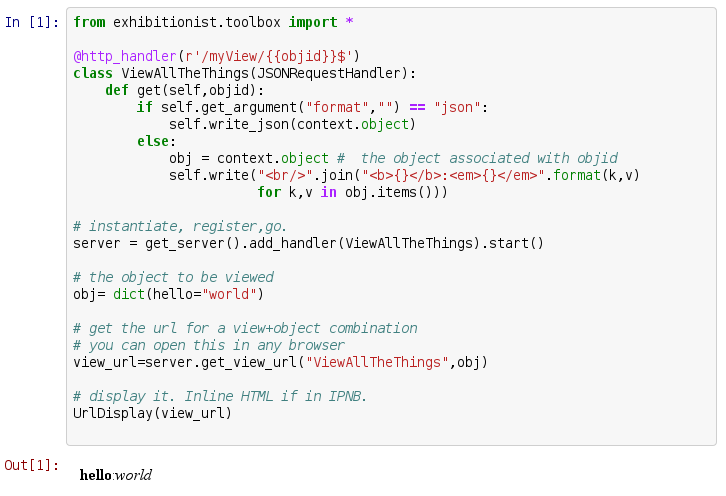 In [1]: from exhibitionist.toolbox import *

@http_handler(r'/myView/{{objid}}$')
class ViewAllTheThings(JSONRequestHandler):
    def get(self,objid):
        if self.get_argument("format","") == "json":
            self.write_json(context.object)
        else:
            obj = context.object #  the object associated with objid
            self.write("<br/>".join("<b>{}</b>:<em>{}</em>".format(k,v)
                       for k,v in obj.items()))

# instantiate, register,go.
server = get_server().add_handler(ViewAllTheThings).start()

# the object to be viewed
obj= dict(hello="world")

# get the url for a view+object combination
# you can open this in any browser
view_url=server.get_view_url("ViewAllTheThings",obj)

# display it. Inline HTML if in IPNB.
UrlDisplay(view_url)

Out[1]:
hello:world